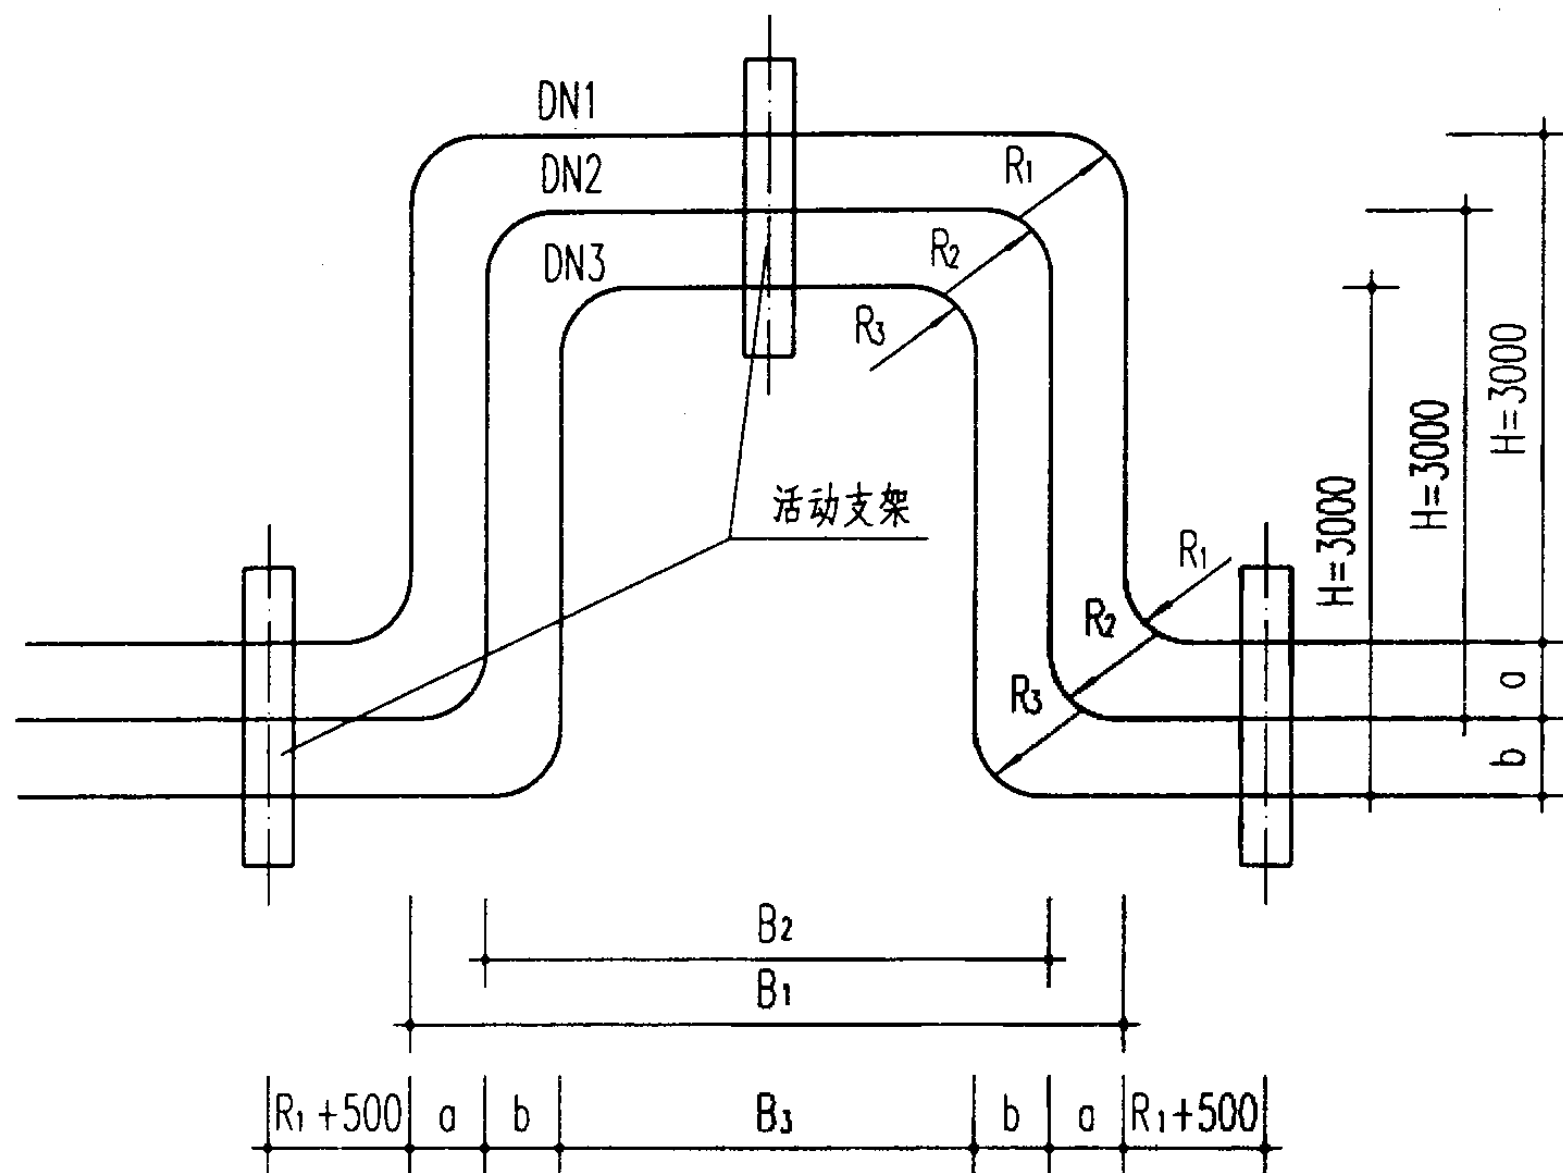 DN1
DN2
DN3
R1
R2
R3
H=3000
H=3000
H=3000
活动支架
R1
R2
R3
a
b
B2
B1
R1+500 a b B3 b a R1+500